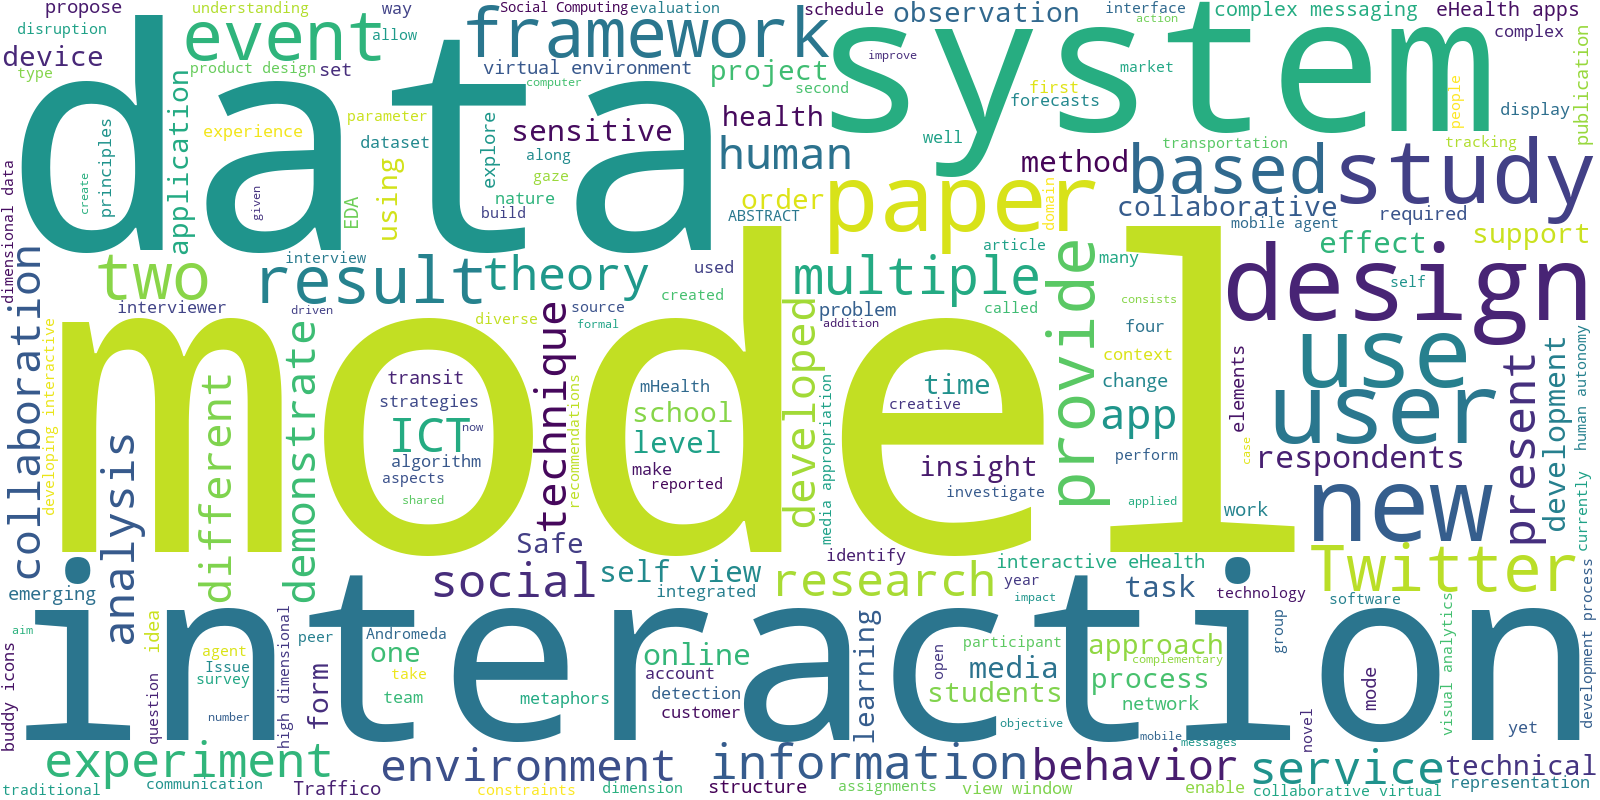 propose
understanding
way
Social Computing
evaluation
schedule
observation
interface
action
complex messaging
eHealth apps
disruption
event
allow
framework
system
complex
device
product design
set
virtual environment
project
improve
market
type
computer
second
first
forecasts
people
display
publication
data
application
experience
parameter
sensitive
health
human
well
transportation
tracking
principles
dataset
explore
along
method
based
study
dimensional data
create
given
using
gaze
nature
paper
order
domain
collaborative
required
EDA
build
ABSTRACT
mobile agent
effect
support
two
interview
result
theory
used
multiple
article
many
design
self
collaboration
interviewer
driven
source
created
problem
called
provide
consists
formal
diverse
addition
four
model
developing interactive
different
demonstrate
technique
developed
transit
strategies
ICT
now
algorithm
aspects
shared
recommendations
mHealth
school
level
make
reported
media appropriation
time
creative
insight
investigate
context
change
app
perform
applied
elements
case
use
user
respondents
present
development
human autonomy
analysis
work
new
currently
Safe
identify
interactive eHealth
Twitter
emerging
social
self view
integrated
research
year
impact
task
technology
software
interaction
aim
idea
high dimensional
peer
Andromeda
one
online
learning
participant
approach
complementary
group
visual analytics
development process
buddy icons
question
agent
Issue
survey
number
form
take
team
metaphors
account
detection
customer
open
media
students
objective
process
network
mobile
messages
novel
mode
yet
experiment
environment
information
behavior
service
technical
traditional
communication
Traffico
constraints
dimension
structure
assignments
view window
enable
collaborative virtual
representation